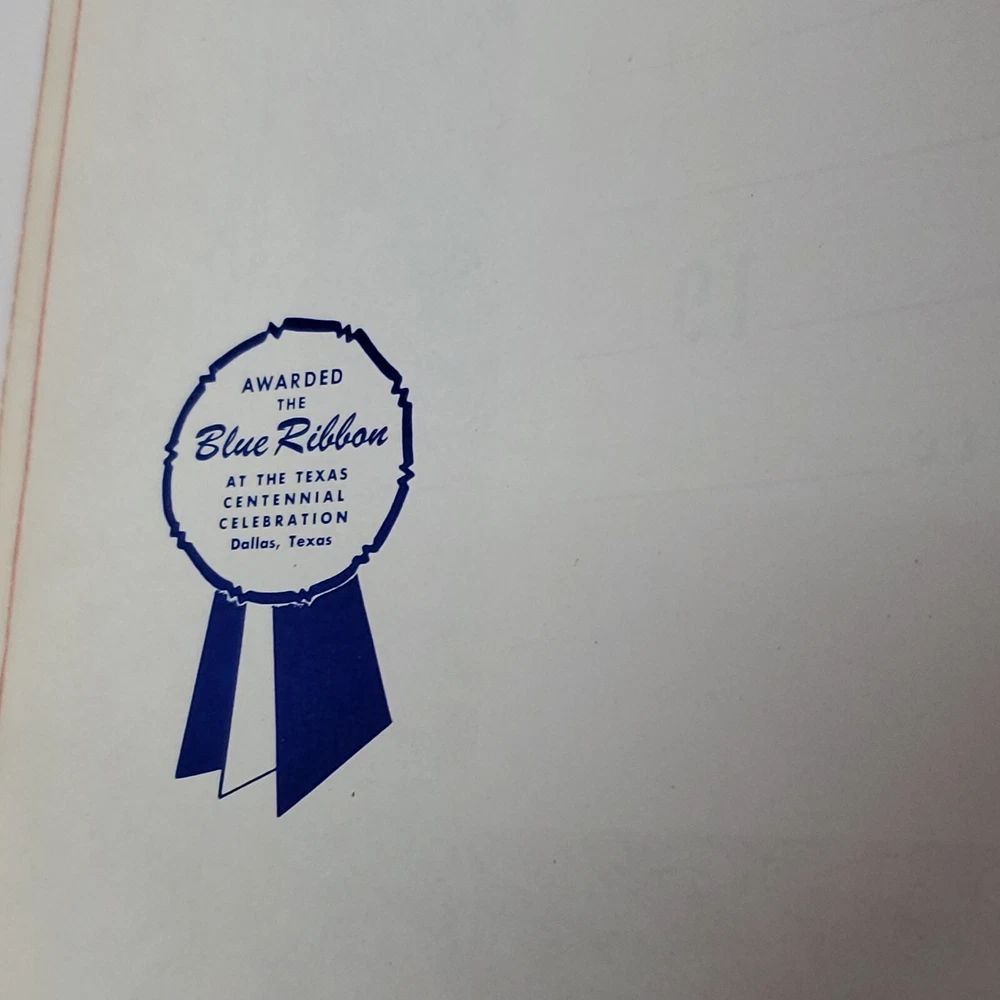 AWARDED
THE
Blue Ribbon
AT THE TEXAS
CENTENNIAL
CELEBRATION
Dallas, Texas